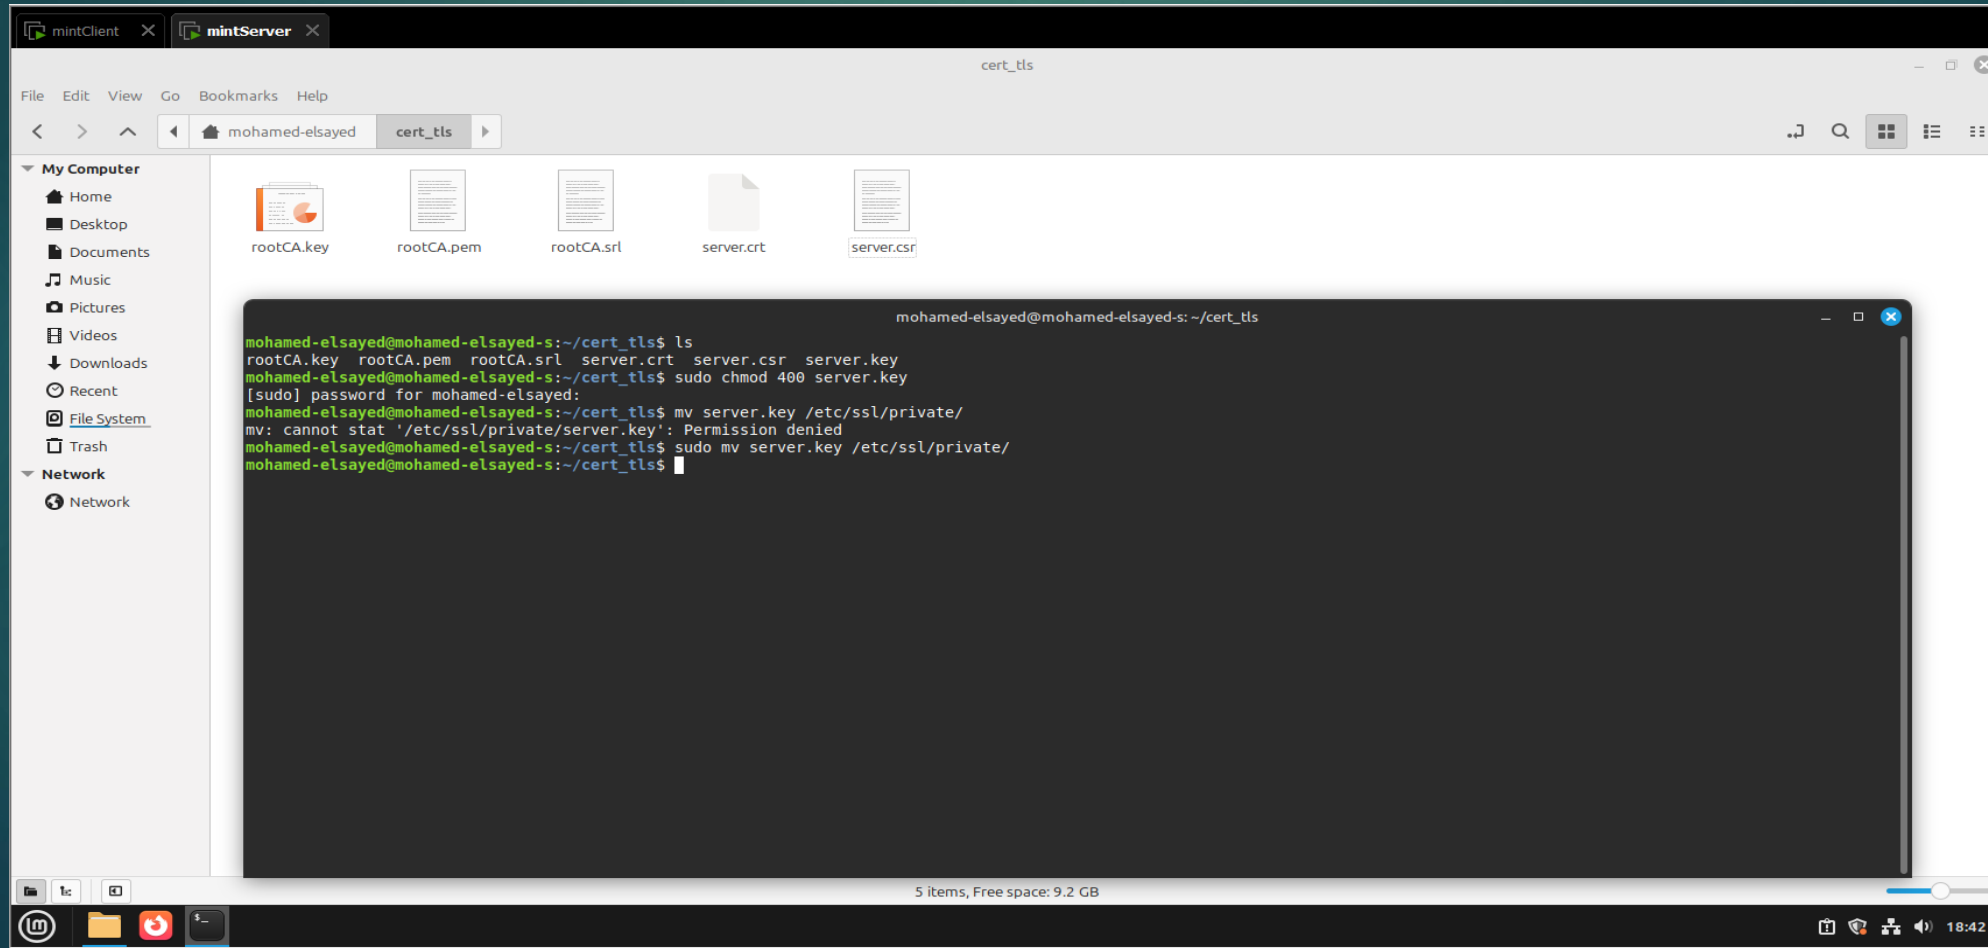 mintClient
mintServer
cert_tls
File Edit View Go Bookmarks Help
mohamed-elsayed cert_tls
My Computer
Home
Desktop
Documents
Music
Pictures
Videos
Downloads
Recent
File System
Trash
Network
Network
rootCA.key rootCA.pem rootCA.srl server.crt server.csr
mohamed-elsayed@mohamed-elsayed-s: ~/cert_tls
mohamed-elsayed@mohamed-elsayed-s:~/cert_tls$ ls
rootCA.key rootCA.pem rootCA.srl server.crt server.csr server.key
mohamed-elsayed@mohamed-elsayed-s:~/cert_tls$ sudo chmod 400 server.key
[sudo] password for mohamed-elsayed:
mohamed-elsayed@mohamed-elsayed-s:~/cert_tls$ mv server.key /etc/ssl/private/
mv: cannot stat '/etc/ssl/private/server.key': Permission denied
mohamed-elsayed@mohamed-elsayed-s:~/cert_tls$ sudo mv server.key /etc/ssl/private/
mohamed-elsayed@mohamed-elsayed-s:~/cert_tls$
5 items, Free space: 9.2 GB
18:42